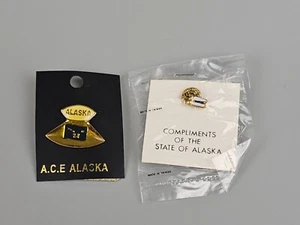 ALASKA
A.C.E ALASKA
COMPLIMENTS
OF THE
STATE OF ALASKA